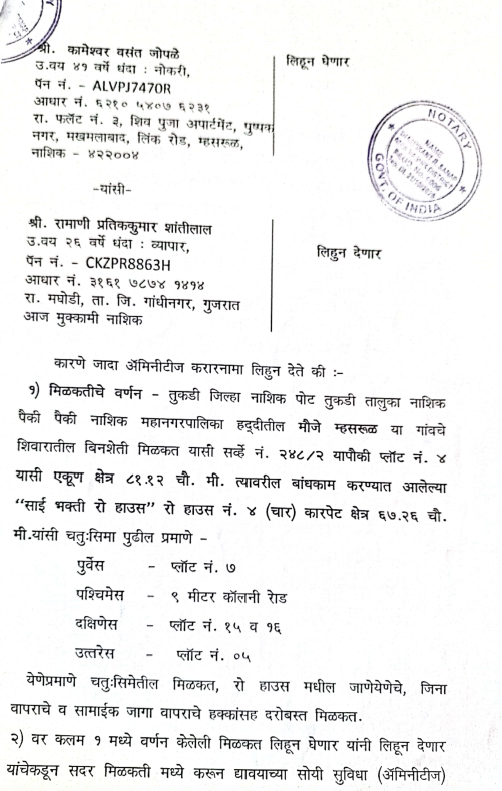 श्री. कामेश्वर वसंत जोपळे
लिहून घेणार
उ.वय ४१ वर्षे धंदा : नोकरी,
पॅन नं. - ALVPJ7470R
आधार नं. ६२१० ५४०७ ६२३१
रा. फ्लॅट नं. ३, शिव पुजा अपार्टमेंट, पुष्पक
नगर, मखमलाबाद, लिंक रोड, म्हसरूळ,
नाशिक - ४२२००४
NOTARY
GOVT. OF INDIA
-यांसी-
श्री. रामाणी प्रतिककुमार शांतीलाल
लिहुन देणार
उ.वय २६ वर्षे धंदा : व्यापार,
पॅन नं. - CKZPR8863H
आधार नं. ३१६१ ७८७४ १४१४
रा. मघोडी, ता. जि. गांधीनगर, गुजरात
आज मुक्कामी नाशिक
कारणे जादा ॲमिनीटीज करारनामा लिहुन देते की :-
१) मिळकतीचे वर्णन - तुकडी जिल्हा नाशिक पोट तुकडी तालुका नाशिक
पैकी पैकी नाशिक महानगरपालिका हद्दीतील मौजे म्हसरूळ या गांवचे
शिवारातील बिनशेती मिळकत यासी सर्व्हे नं. २४८/२ यापौकी प्लॉट नं. ४
यासी एकूण क्षेत्र ८१.१२ चौ. मी. त्यावरील बांधकाम करण्यात आलेल्या
“साई भक्ती रो हाउस” रो हाउस नं. ४ (चार) कारपेट क्षेत्र ६७.२६ चौ.
मी.यांसी चतुःसिमा पुढील प्रमाणे -
पुर्वेस - प्लॉट नं. ७
पश्चिमेस - ९ मीटर कॉलनी रोड
दक्षिणेस - प्लॉट नं. १५ व १६
उत्तरेस - प्लॉट नं. ०५
येणेप्रमाणे चतुःसिमेतील मिळकत, रो हाउस मधील जाणेयेणेचे, जिना
वापराचे व सामाईक जागा वापराचे हक्कांसह दरोबस्त मिळकत.
२) वर कलम १ मध्ये वर्णन केलेली मिळकत लिहून घेणार यांनी लिहून देणार
यांचेकडून सदर मिळकती मध्ये करून द्यावयाच्या सोयी सुविधा (ॲमिनीटीज)